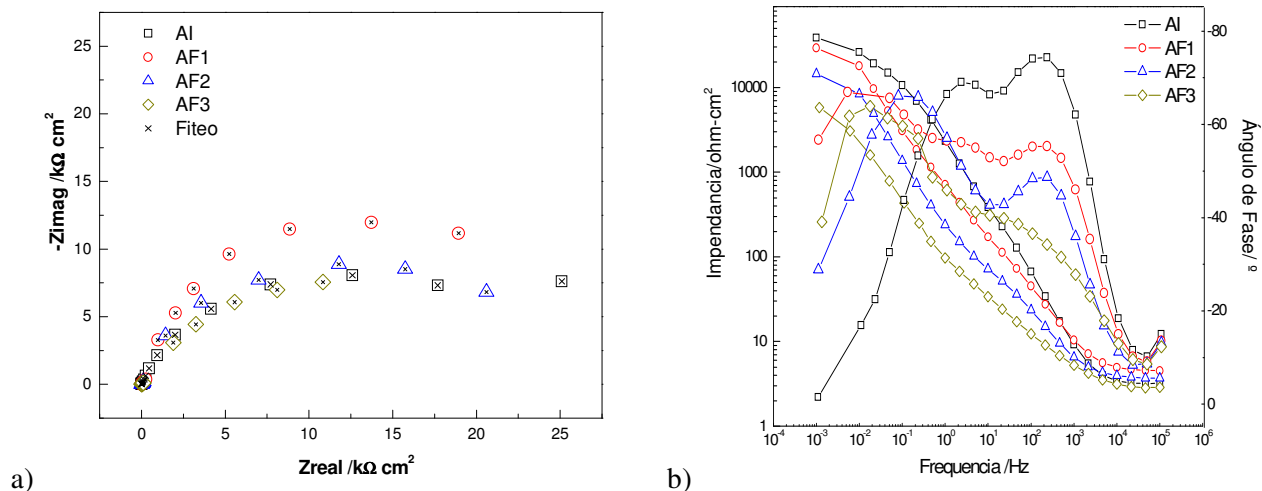 AI
AF1
AF2
AF3
Fiteo
-Zimag /kΩ cm²
25
20
15
10
5
0
0 5 10 15 20 25
Zreal /kΩ cm²
a)
AI
AF1
AF2
AF3
Impendancia/ohm-cm²
10000
1000
100
10
1
Ángulo de Fase/ º
-80
-60
-40
-20
0
10⁻⁴ 10⁻³ 10⁻² 10⁻¹ 10⁰ 10¹ 10² 10³ 10⁴ 10⁵ 10⁶
Frequencia /Hz
b)